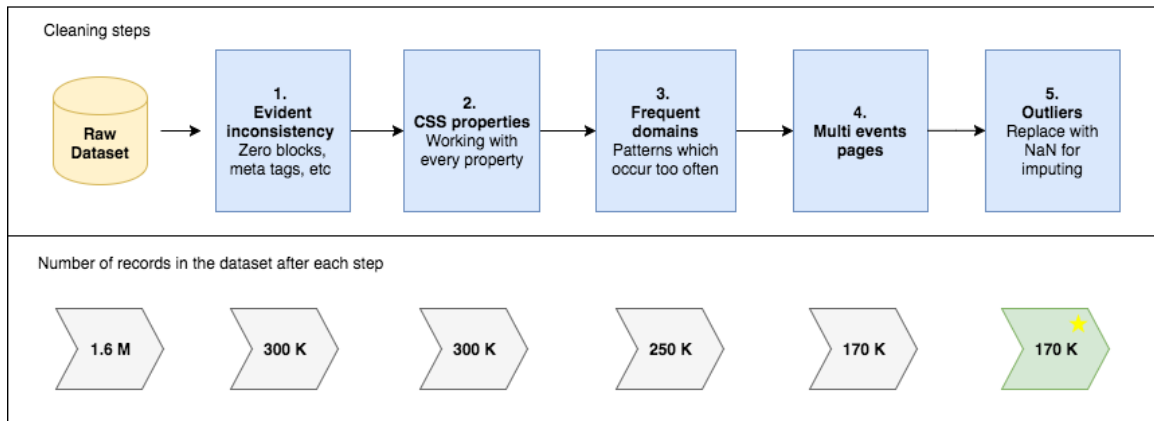 Cleaning steps
Raw
Dataset
1.
Evident
inconsistency
Zero blocks,
meta tags, etc
2.
CSS properties
Working with
every property
3.
Frequent
domains
Patterns which
occur too often
4.
Multi events
pages
5.
Outliers
Replace with
NaN for
imputing
Number of records in the dataset after each step
1.6 M
300 K
300 K
250 K
170 K
170 K